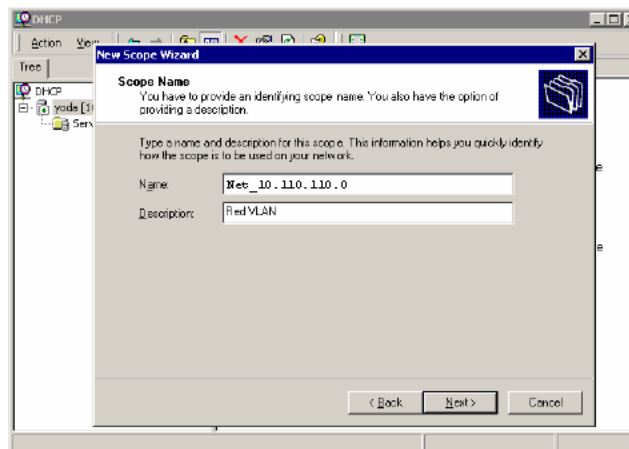 DHCP
Action View
New Scope Wizard
Tree
Scope Name
You have to provide an identifying scope name. You also have the option of
providing a description.
DHCP
yoda [1
Serv
Type a name and description for this scope. This information helps you quickly identify
how the scope is to be used on your network.
Name: Net_10.110.110.0
Description: Red VLAN
e
e
< Back Next > Cancel